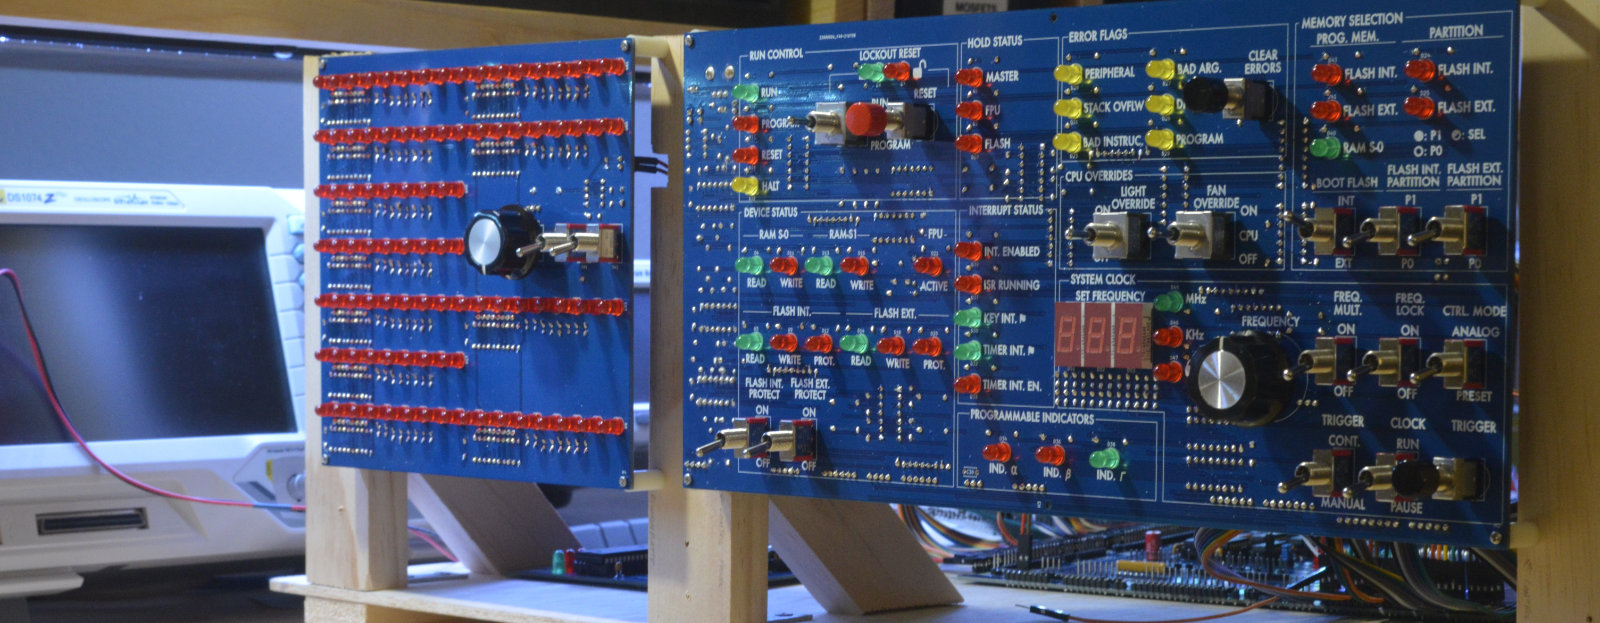 MOSFETS
DS1074Z
OSCILLOSCOPE
RUN CONTROL
LOCKOUT RESET
RUN
PROGRAM
RESET
HALT
RESET
RUN
PROGRAM
HOLD STATUS
MASTER
FPU
FLASH
ERROR FLAGS
PERIPHERAL
STACK OVFLW
BAD INSTRUC.
BAD ARG.
PROGRAM
CLEAR
ERRORS
CPU OVERRIDES
LIGHT
OVERRIDE
ON
FAN
OVERRIDE
ON
CPU
OFF
MEMORY SELECTION
PROG. MEM.
PARTITION
FLASH INT.
FLASH INT.
FLASH EXT.
FLASH EXT.
RAM S-0
●: P1
○: P0
: SEL
BOOT FLASH
FLASH INT.
PARTITION
FLASH EXT.
PARTITION
INT
P1
P1
EXT
P0
P0
DEVICE STATUS
RAM S-0
RAM-S1
FPU
READ
WRITE
READ
WRITE
ACTIVE
FLASH INT.
FLASH EXT.
READ
WRITE
PROT.
READ
WRITE
PROT.
FLASH INT.
PROTECT
FLASH EXT.
PROTECT
ON
ON
OFF
OFF
INTERRUPT STATUS
INT. ENABLED
ISR RUNNING
KEY INT.
TIMER INT.
TIMER INT. EN.
SYSTEM CLOCK
SET FREQUENCY
MHz
KHz
FREQUENCY
FREQ.
MULT.
ON
OFF
FREQ.
LOCK
ON
OFF
CTRL. MODE
ANALOG
PRESET
TRIGGER
CONT.
MANUAL
CLOCK
RUN
PAUSE
TRIGGER
PROGRAMMABLE INDICATORS
IND. α
IND. β
IND. Γ